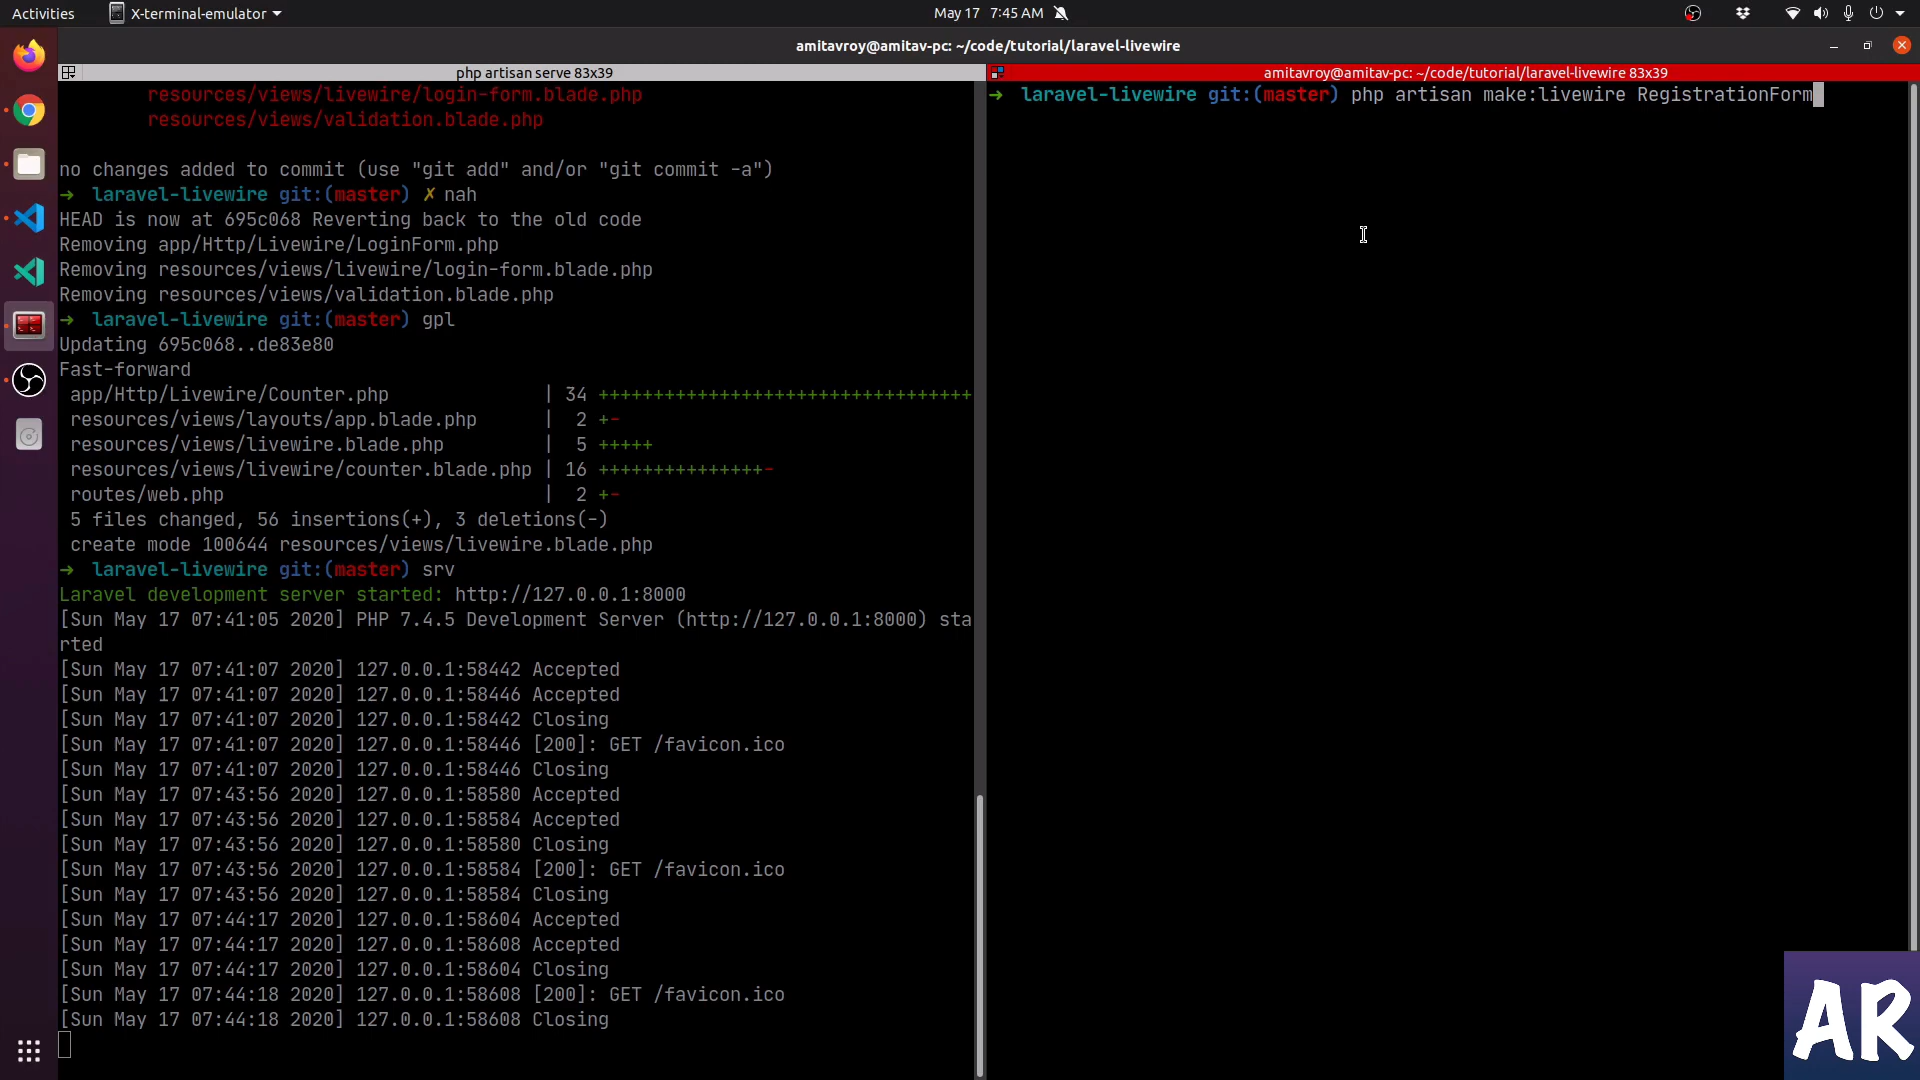 Activities
X-terminal-emulator
May 17 7:45 AM
amitavroy@amitav-pc: ~/code/tutorial/laravel-livewire
php artisan serve 83x39
resources/views/livewire/login-form.blade.php
resources/views/validation.blade.php
no changes added to commit (use "git add" and/or "git commit -a")
→ laravel-livewire git:(master) ✗ nah
HEAD is now at 695c068 Reverting back to the old code
Removing app/Http/Livewire/LoginForm.php
Removing resources/views/livewire/login-form.blade.php
Removing resources/views/validation.blade.php
→ laravel-livewire git:(master) gpl
Updating 695c068..de83e80
Fast-forward
app/Http/Livewire/Counter.php | 34 ++++++++++++++++++++++++++++++++++
resources/views/layouts/app.blade.php | 2 +-
resources/views/livewire.blade.php | 5 +++++
resources/views/livewire/counter.blade.php | 16 +++++++++++++++-
routes/web.php | 2 +-
5 files changed, 56 insertions(+), 3 deletions(-)
create mode 100644 resources/views/livewire.blade.php
→ laravel-livewire git:(master) srv
Laravel development server started: http://127.0.0.1:8000
[Sun May 17 07:41:05 2020] PHP 7.4.5 Development Server (http://127.0.0.1:8000) sta
rted
[Sun May 17 07:41:07 2020] 127.0.0.1:58442 Accepted
[Sun May 17 07:41:07 2020] 127.0.0.1:58446 Accepted
[Sun May 17 07:41:07 2020] 127.0.0.1:58442 Closing
[Sun May 17 07:41:07 2020] 127.0.0.1:58446 [200]: GET /favicon.ico
[Sun May 17 07:41:07 2020] 127.0.0.1:58446 Closing
[Sun May 17 07:43:56 2020] 127.0.0.1:58580 Accepted
[Sun May 17 07:43:56 2020] 127.0.0.1:58584 Accepted
[Sun May 17 07:43:56 2020] 127.0.0.1:58580 Closing
[Sun May 17 07:43:56 2020] 127.0.0.1:58584 [200]: GET /favicon.ico
[Sun May 17 07:43:56 2020] 127.0.0.1:58584 Closing
[Sun May 17 07:44:17 2020] 127.0.0.1:58604 Accepted
[Sun May 17 07:44:17 2020] 127.0.0.1:58608 Accepted
[Sun May 17 07:44:17 2020] 127.0.0.1:58604 Closing
[Sun May 17 07:44:18 2020] 127.0.0.1:58608 [200]: GET /favicon.ico
[Sun May 17 07:44:18 2020] 127.0.0.1:58608 Closing
amitavroy@amitav-pc: ~/code/tutorial/laravel-livewire 83x39
→ laravel-livewire git:(master) php artisan make:livewire RegistrationForm
AR